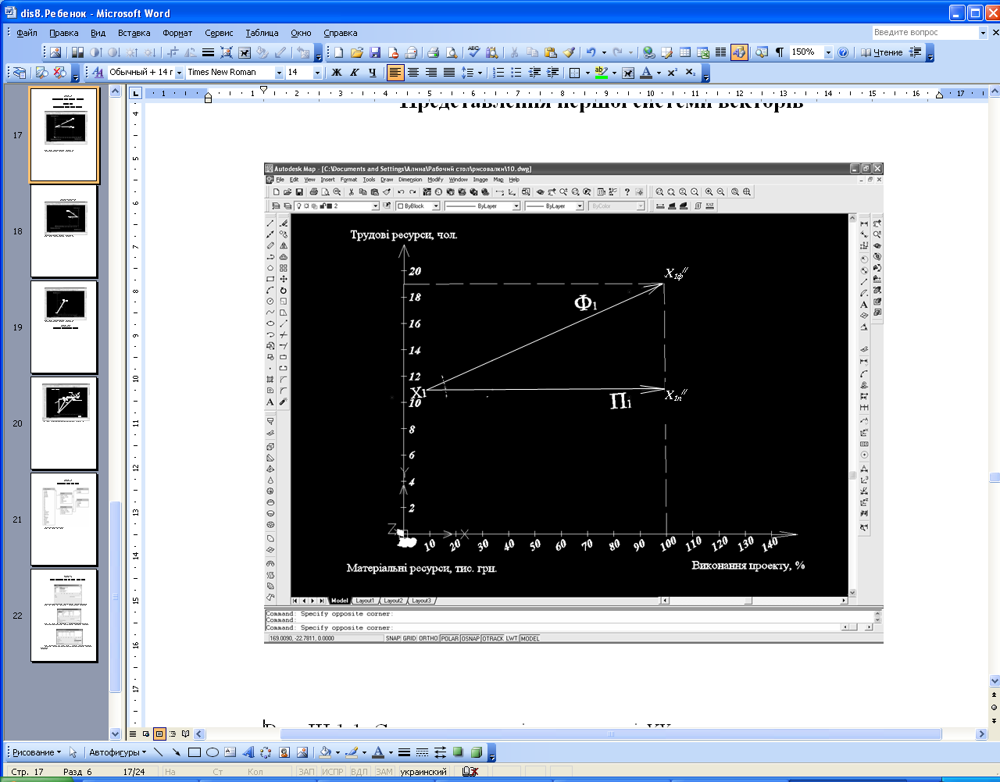 dis8.Ребенок - Microsoft Word
Файл Правка Вид Вставка Формат Сервис Таблица Окно Справка
Введите вопрос
150% Чтение
Обычный + 14 г Times New Roman 14 Ж К Ч
Представлення першої системи векторів
Autodesk Map - [C:\Documents and Settings\Алина\Рабочий стол\рисовалки\10.dwg]
File Edit View Insert Format Tools Draw Dimension Modify Window Image Map Help
2 ByBlock ByLayer ByLayer ByColor
Трудові ресурси, чол.
20
18
16
14
12
10
8
6
4
2
X1ф//
Ф1
X1
X1п//
П1
Y
Z X
10 20 30 40 50 60 70 80 90 100 110 120 130 140
Матеріальні ресурси, тис. грн.
Виконання проекту, %
Model Layout1 Layout2 Layout3
Command: Specify opposite corner:
Command:
Command: Specify opposite corner:
169.0090, -22.7811, 0.0000 SNAP GRID ORTHO POLAR OSNAP OTRACK LWT MODEL
17
18
19
20
21
22
Рисование Автофигуры
Стр. 17 Разд 6 17/24 На Ст Кол ЗАП ИСПР ВДЛ ЗАМ украинский